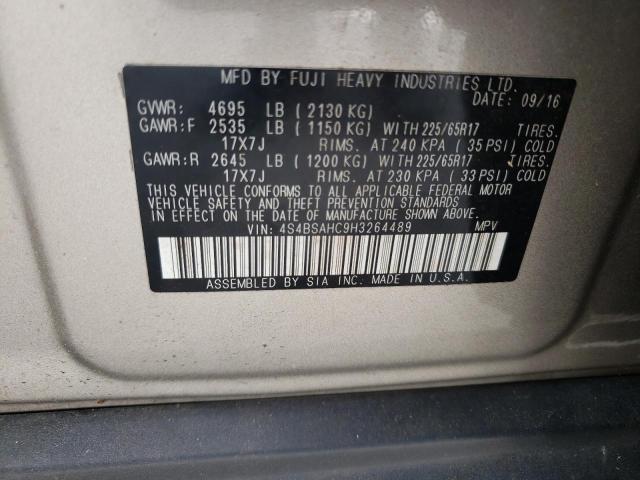 MFD BY FUJI HEAVY INDUSTRIES LTD.
DATE: 09/16
GVWR: 4695 LB (2130 KG)
GAWR:F 2535 LB (1150 KG) WITH 225/65R17 TIRES.
17X7J RIMS. AT 240 KPA (35 PSI) COLD
GAWR:R 2645 LB (1200 KG) WITH 225/65R17 TIRES.
17X7J RIMS. AT 230 KPA (33 PSI) COLD
THIS VEHICLE CONFORMS TO ALL APPLICABLE FEDERAL MOTOR
VEHICLE SAFETY AND THEFT PREVENTION STANDARDS
IN EFFECT ON THE DATE OF MANUFACTURE SHOWN ABOVE.
VIN: 4S4BSAHC9H3264489 MPV
ASSEMBLED BY SIA INC. MADE IN U.S.A.